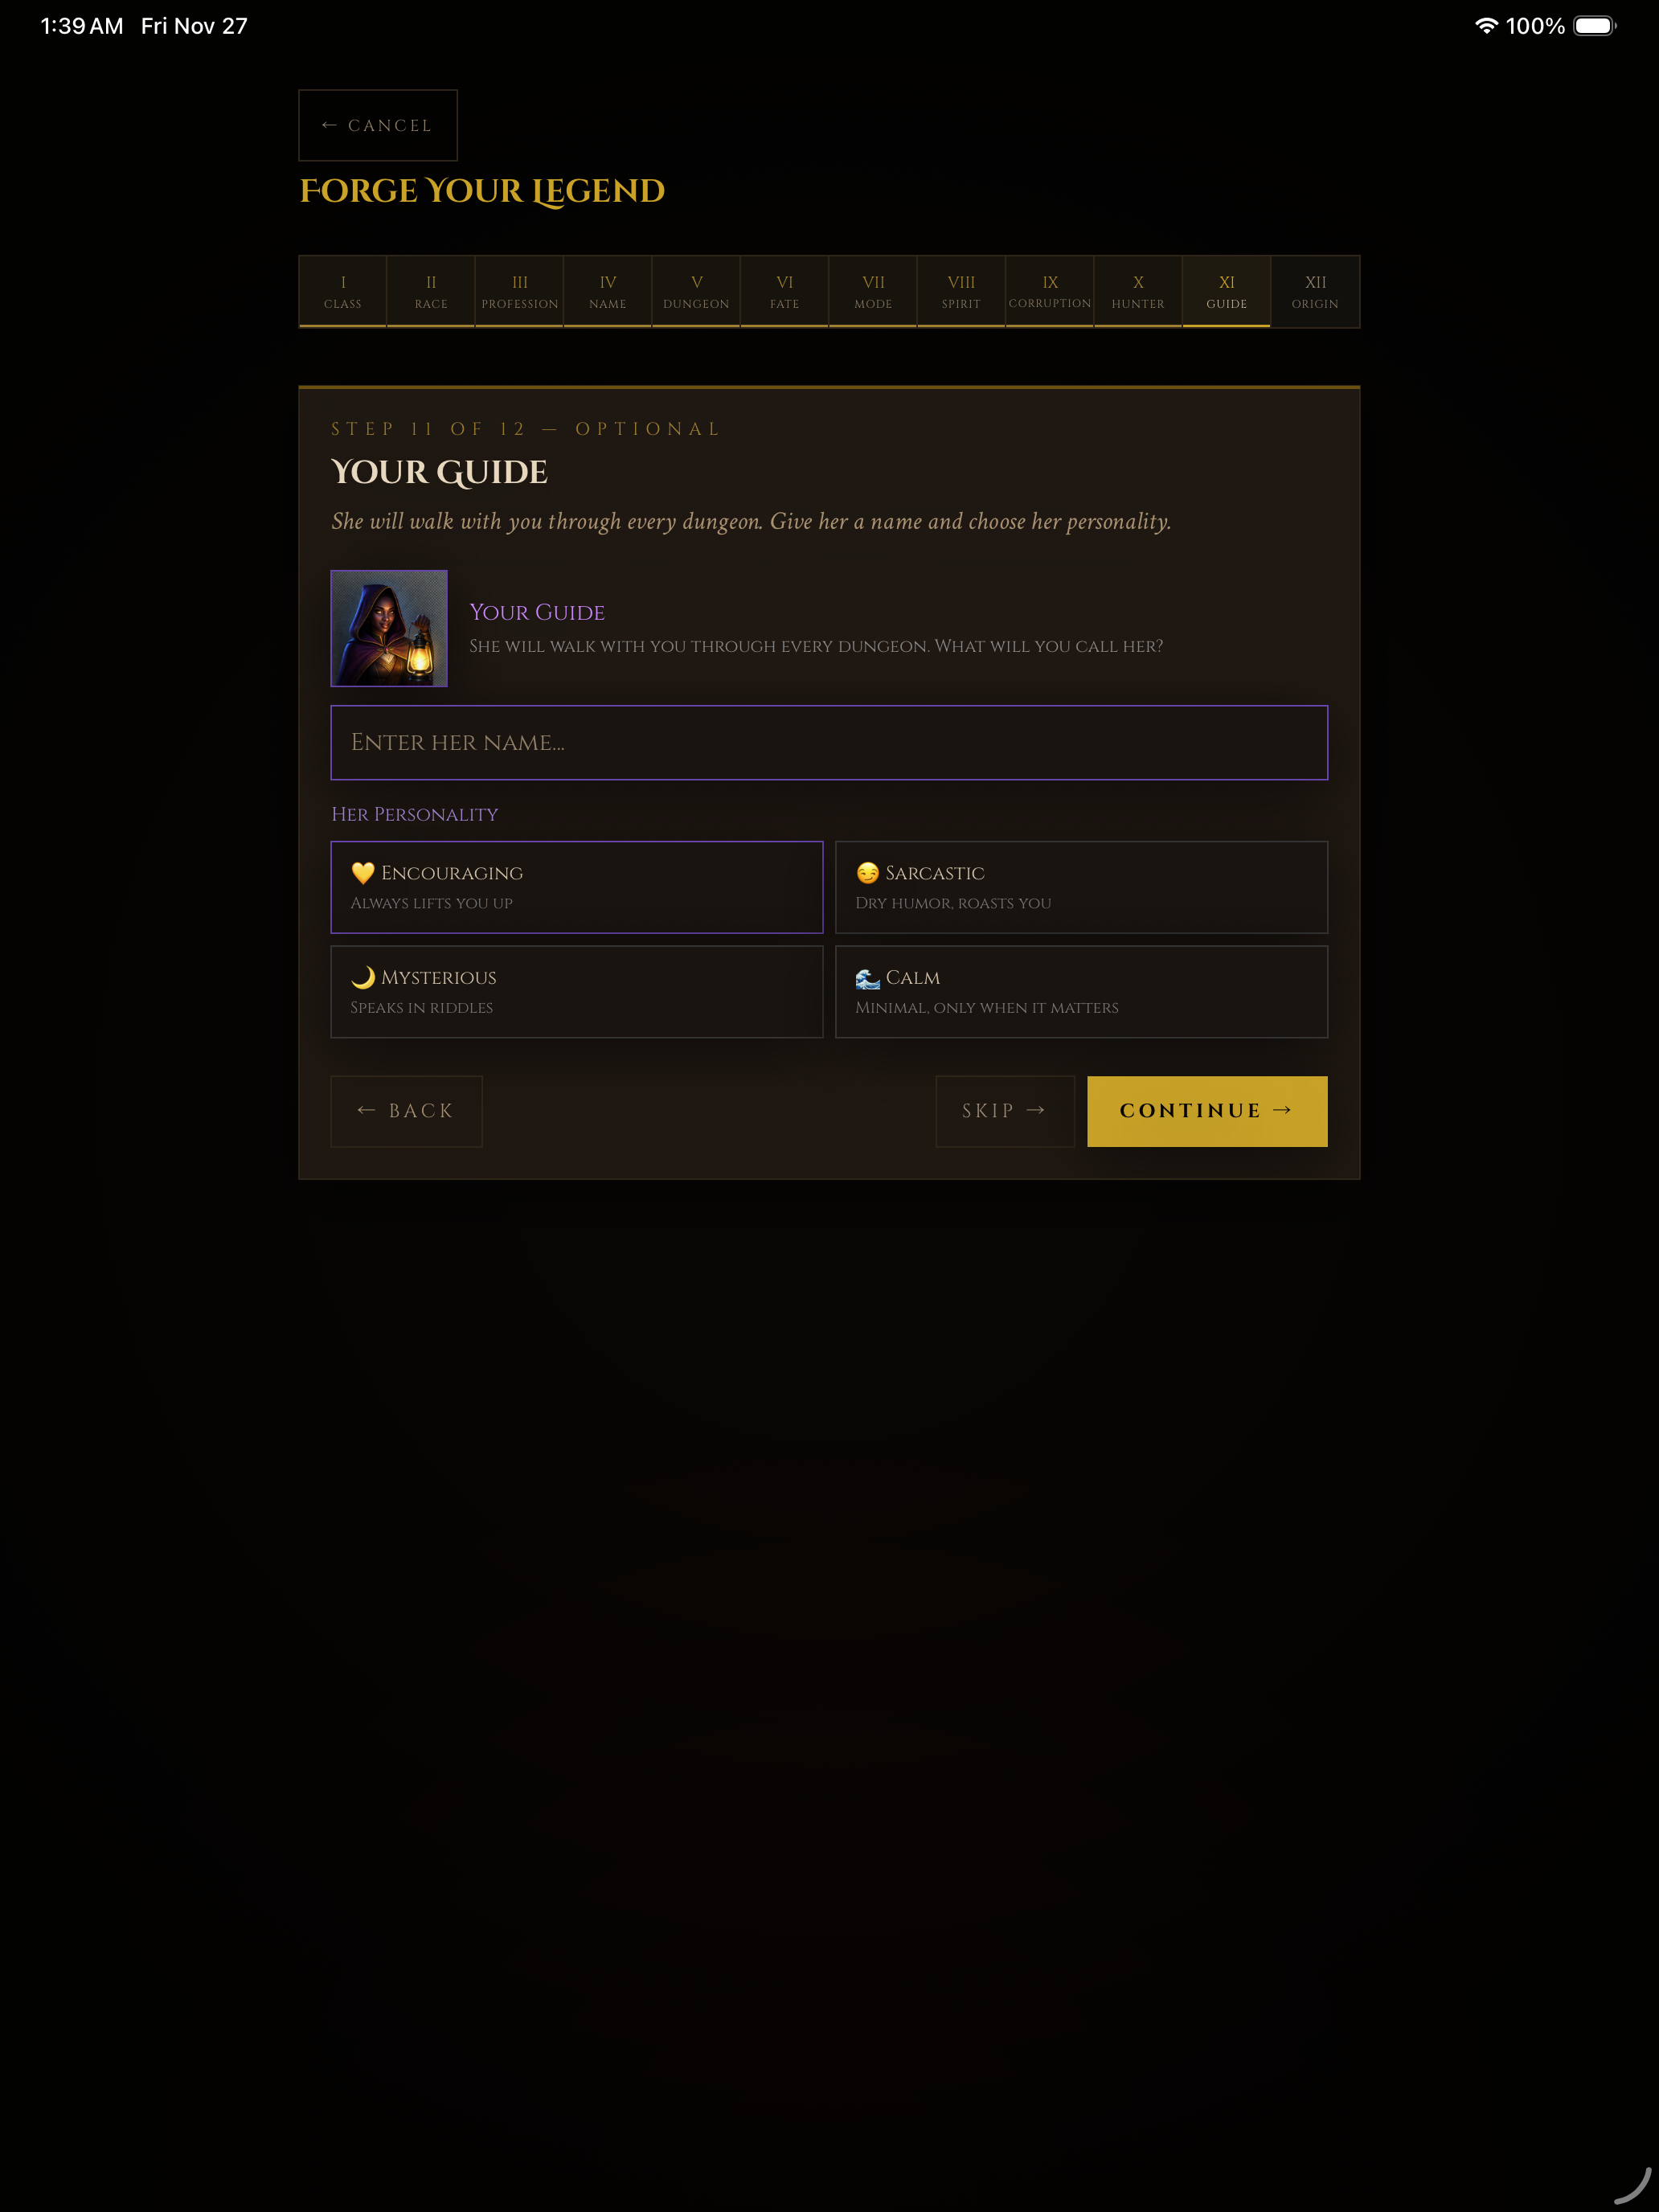 1:39 AM Fri Nov 27
100%
← CANCEL
Forge Your Legend
I
CLASS
II
RACE
III
PROFESSION
IV
NAME
V
DUNGEON
VI
FATE
VII
MODE
VIII
SPIRIT
IX
CORRUPTION
X
HUNTER
XI
GUIDE
XII
ORIGIN
STEP 11 OF 12 — OPTIONAL
Your Guide
She will walk with you through every dungeon. Give her a name and choose her personality.
Your Guide
She will walk with you through every dungeon. What will you call her?
Enter her name...
Her Personality
💛 Encouraging
Always lifts you up
😏 Sarcastic
Dry humor, roasts you
🌙 Mysterious
Speaks in riddles
🌊 Calm
Minimal, only when it matters
← BACK
SKIP →
CONTINUE →